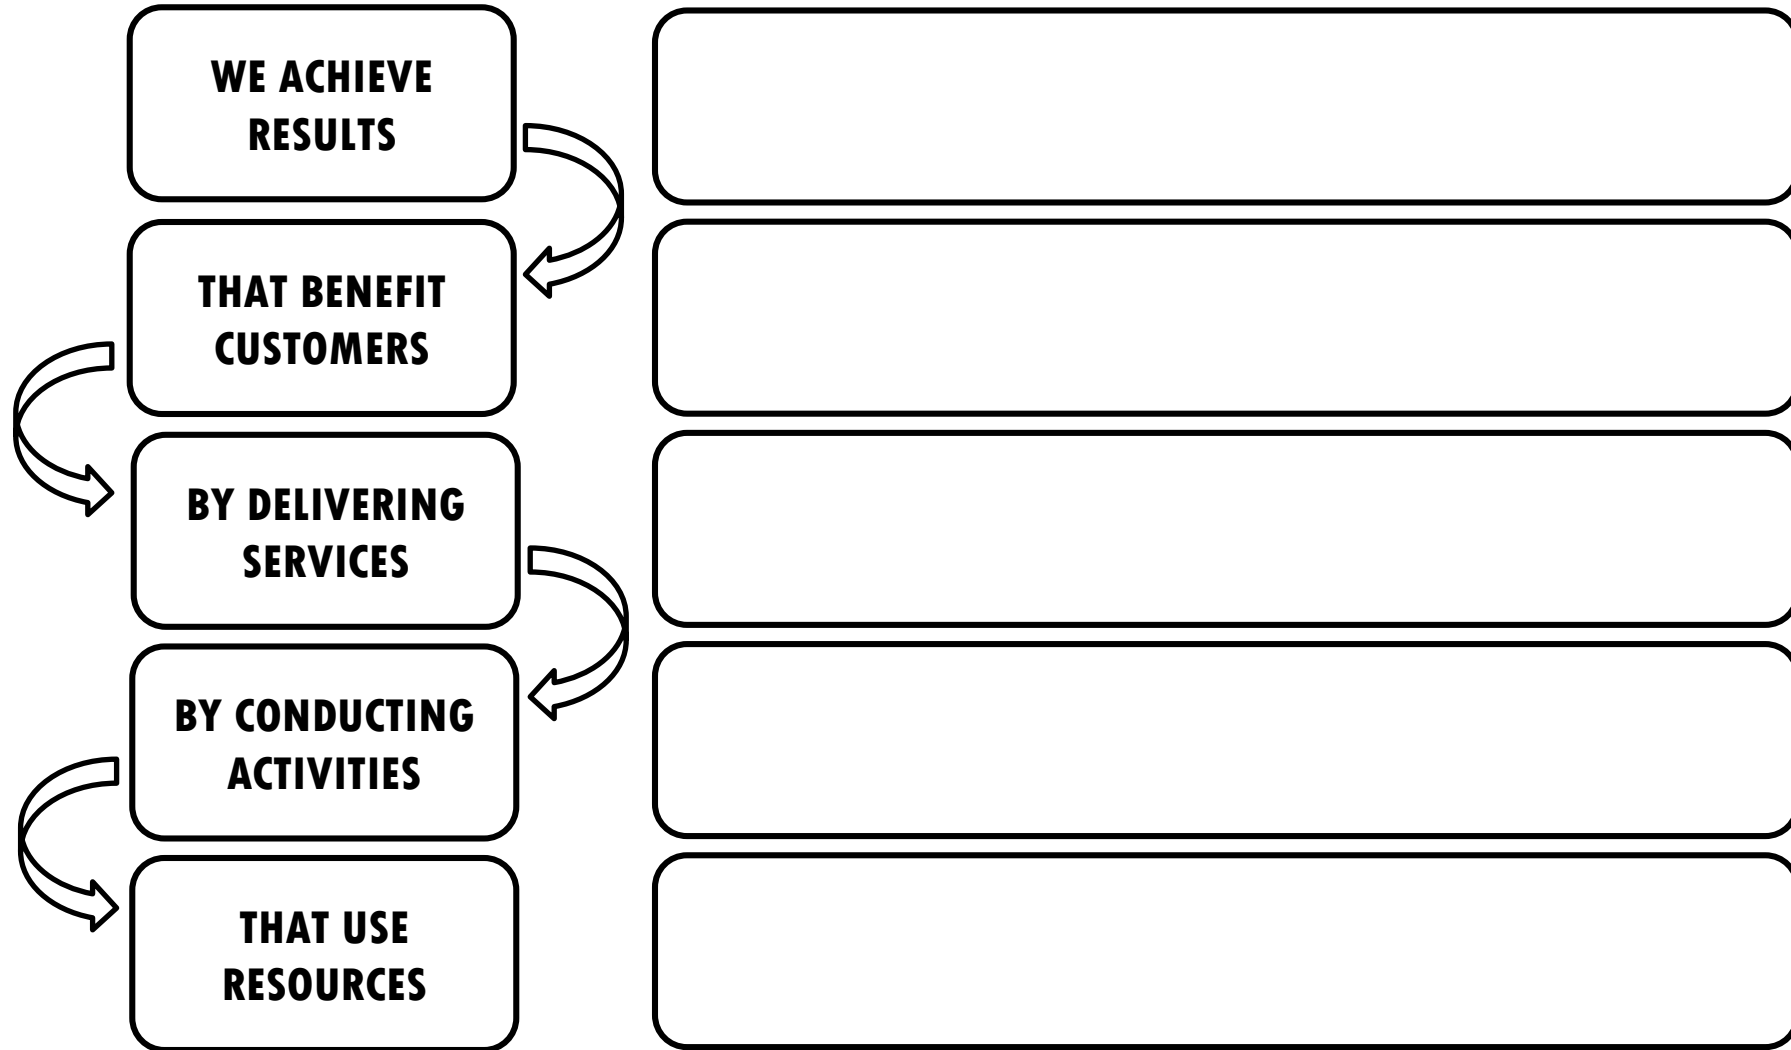 WE ACHIEVE
RESULTS
THAT BENEFIT
CUSTOMERS
BY DELIVERING
SERVICES
BY CONDUCTING
ACTIVITIES
THAT USE
RESOURCES